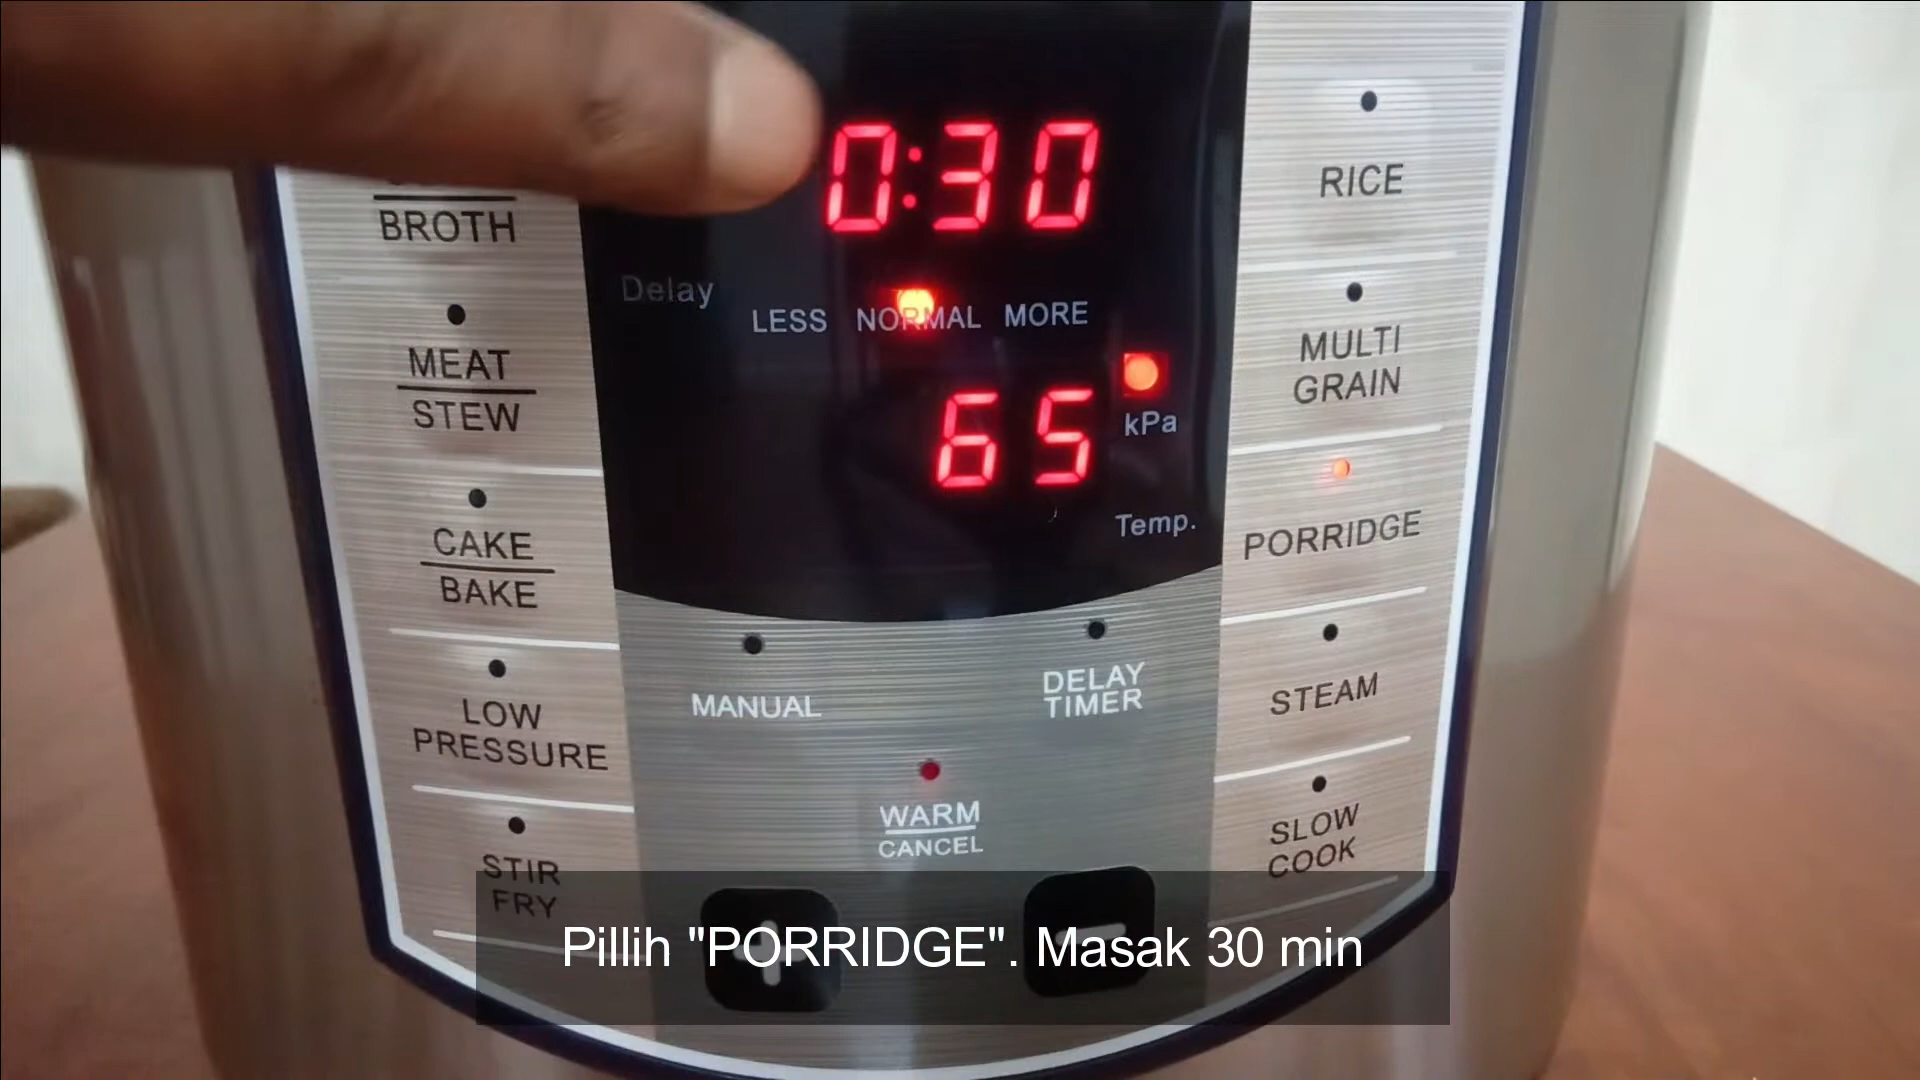 BROTH
MEAT
STEW
CAKE
BAKE
LOW
PRESSURE
STIR
FRY
0:30
Delay
LESS NORMAL MORE
65
kPa
Temp.
MANUAL
DELAY
TIMER
WARM
CANCEL
RICE
MULTI
GRAIN
PORRIDGE
STEAM
SLOW
COOK
Pillih "PORRIDGE". Masak 30 min